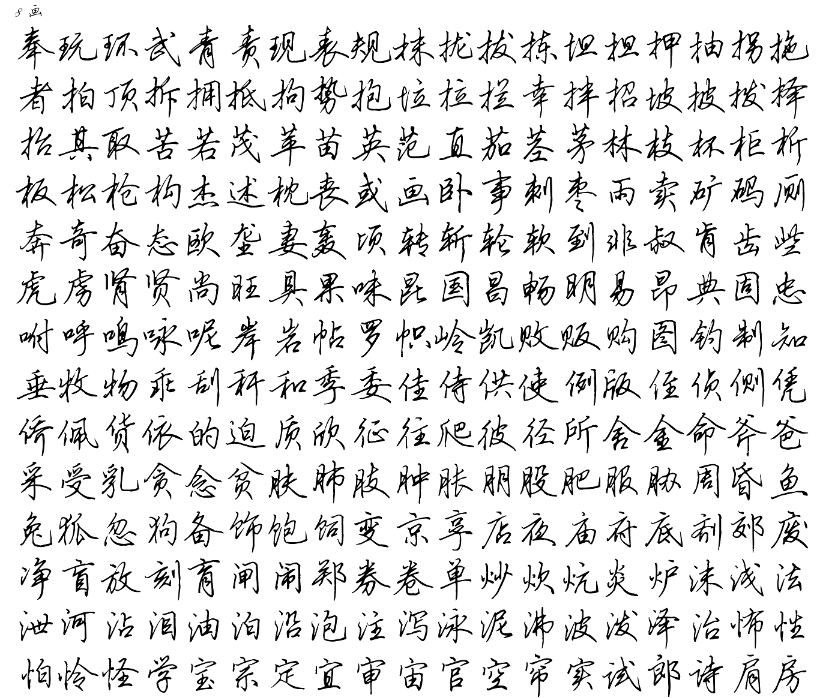 8画
奉玩环武青责现表规抹拢拔拣坦担押抽拐拖
者拍顶拆拥抵拘势抱垃拉拦幸拌招坡披拨择
抬其取苦若茂苹苗英范直茄茎茅林枝杯柜析
板松枪构杰述枕丧或画卧事刺枣雨卖矿码厕
奔奇奋态欧垄妻轰顷转斩轮软到非叔肯齿些
虎虏肾贤尚旺具果味昆国昌畅明易昂典固忠
咐呼鸣咏呢岸岩帖罗帜岭凯败贩购图钓制知
垂牧物乖刮秆和季委佳侍供使例版侄侦侧凭
侨佩货依的迫质欣征往爬彼径所舍金命斧爸
采受乳贪念贫肤肺肢肿胀朋股肥服胁周昏鱼
兔狐忽狗备饰饱饲变京享店夜庙府底剂郊废
净盲放刻育闸闹郑券卷单炒炊炕炎炉沫浅法
泄河沾泪油泊沿泡注泻泳泥沸波泼泽治怖性
怕怜怪学宝宗定宜审宙官空帘实试郎诗肩房